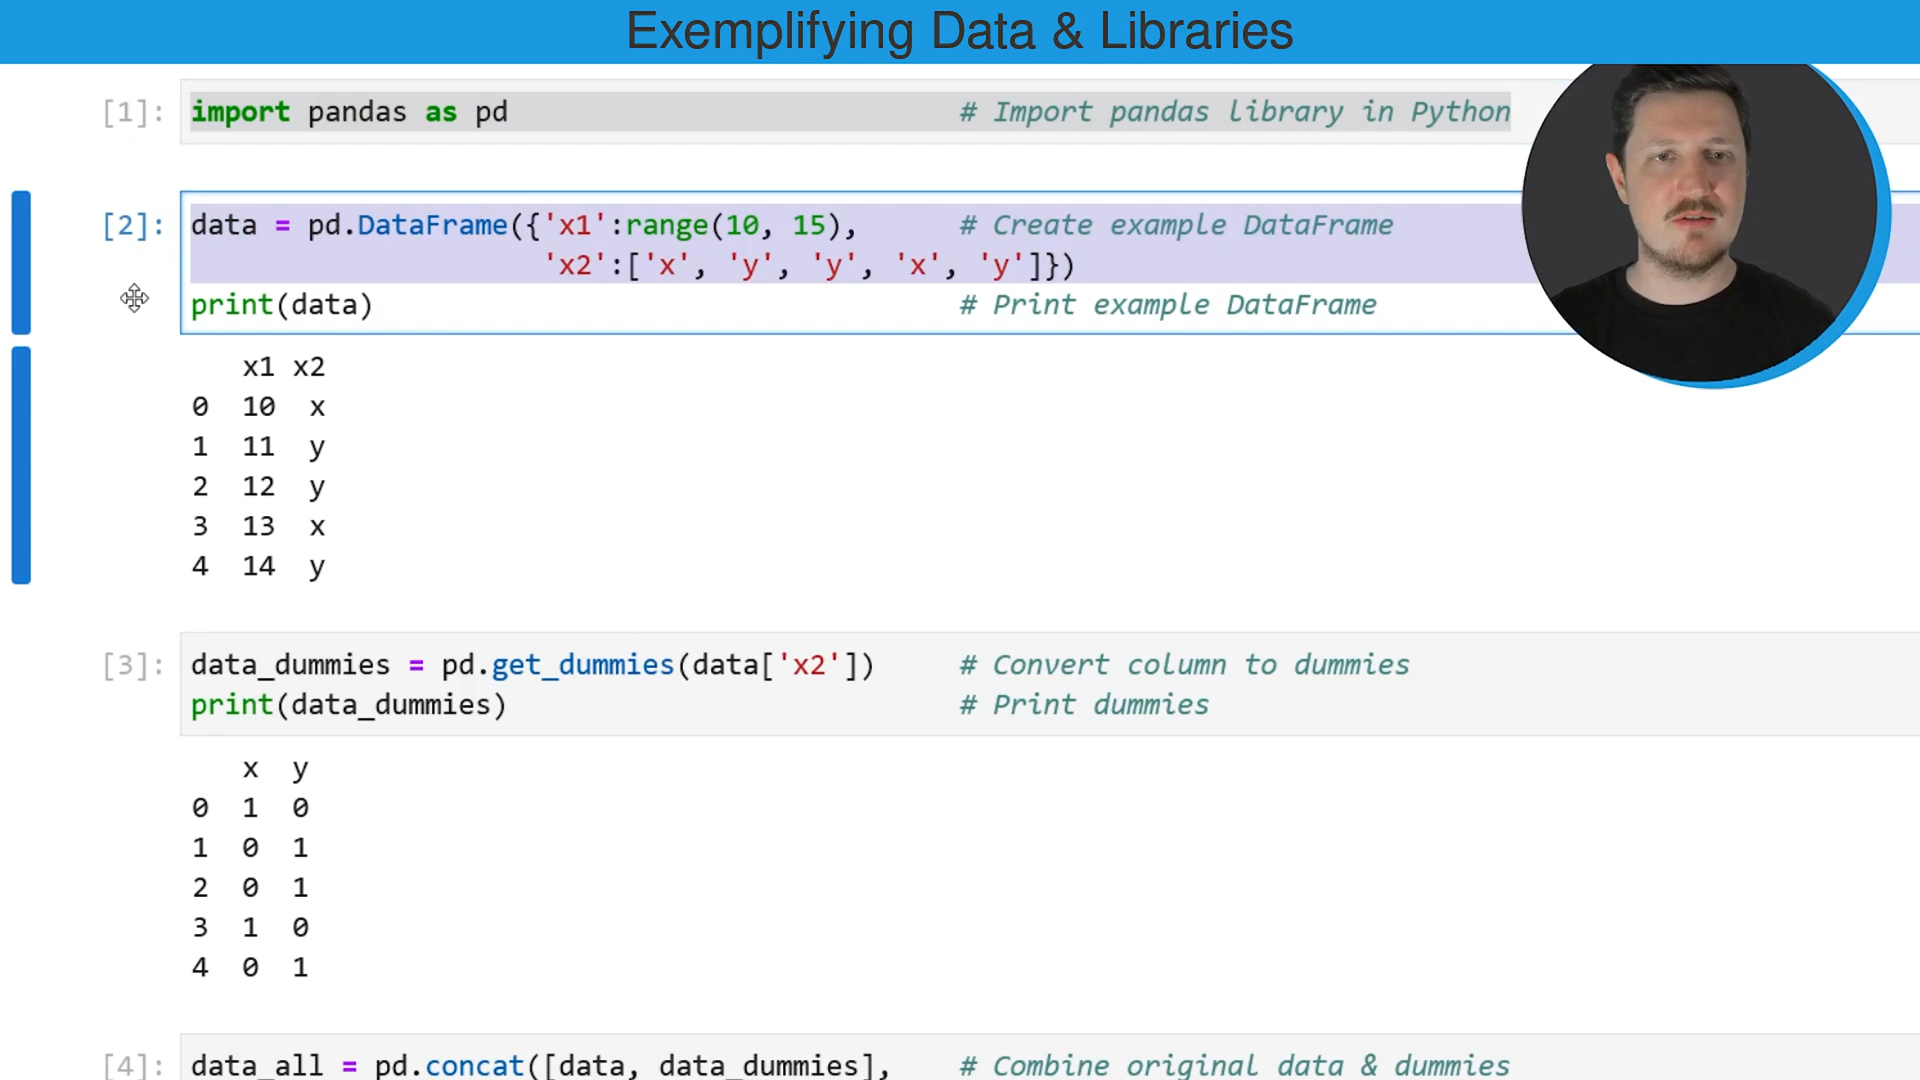 Exemplifying Data & Libraries
[1]: import pandas as pd # Import pandas library in Python
[2]: data = pd.DataFrame({'x1':range(10, 15), # Create example DataFrame
'x2':['x', 'y', 'y', 'x', 'y']})
print(data) # Print example DataFrame
x1 x2
0 10 x
1 11 y
2 12 y
3 13 x
4 14 y
[3]: data_dummies = pd.get_dummies(data['x2']) # Convert column to dummies
print(data_dummies) # Print dummies
x y
0 1 0
1 0 1
2 0 1
3 1 0
4 0 1
[4]: data_all = pd.concat([data, data_dummies], # Combine original data & dummies